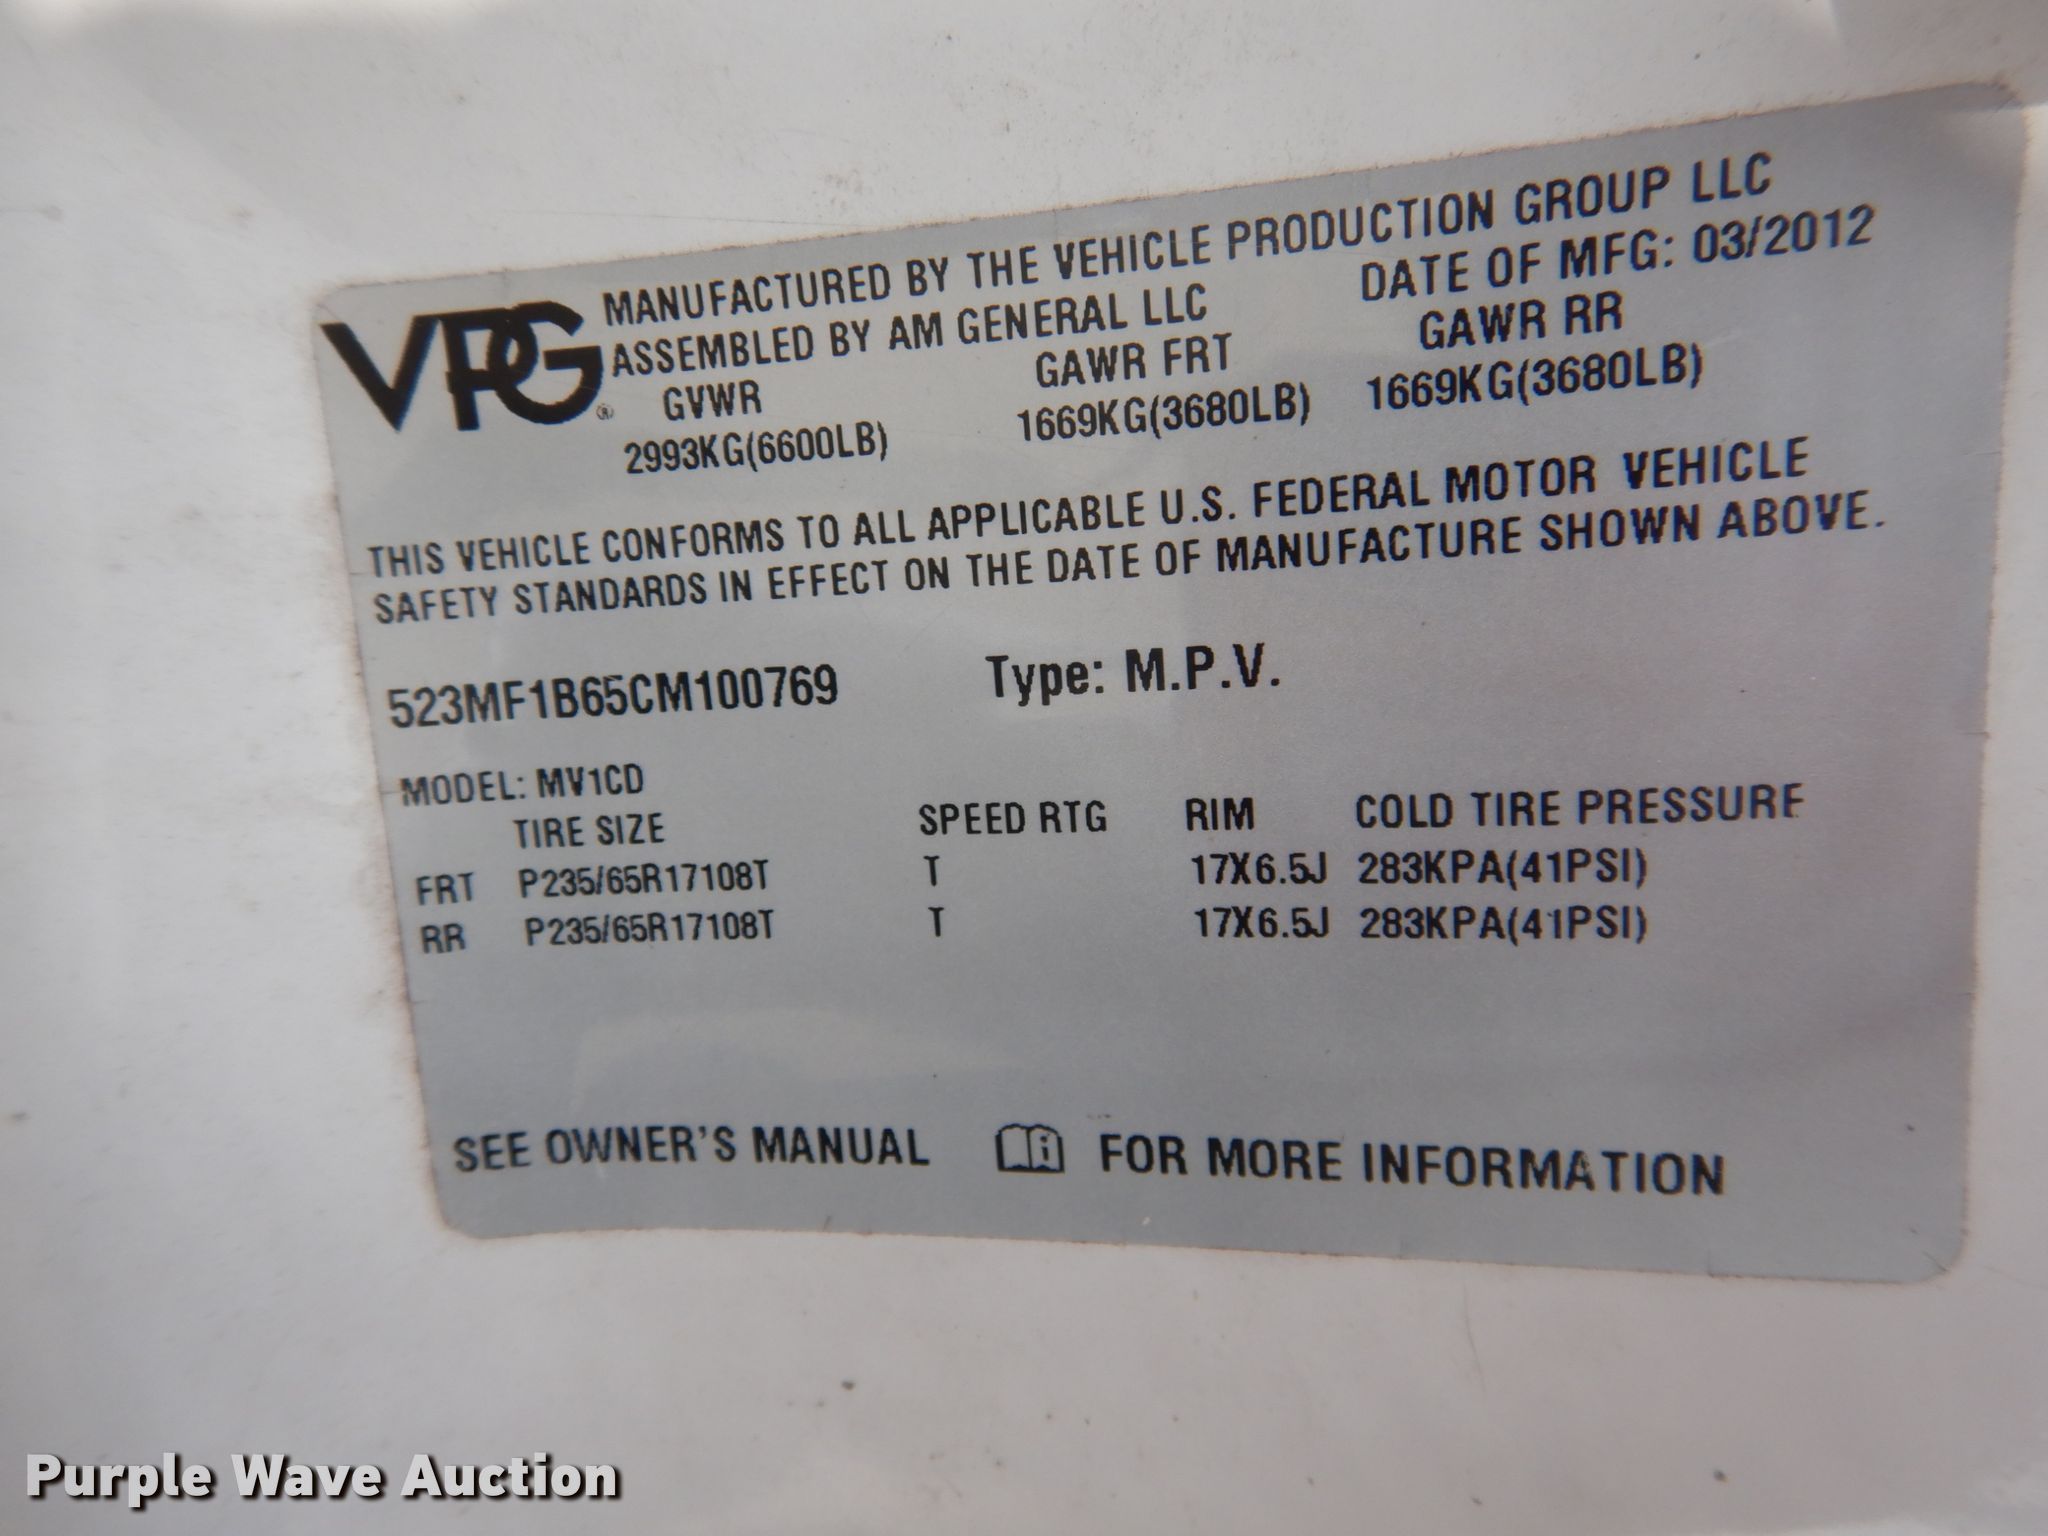 VPG® MANUFACTURED BY THE VEHICLE PRODUCTION GROUP LLC
ASSEMBLED BY AM GENERAL LLC DATE OF MFG: 03/2012
GVWR GAWR FRT GAWR RR
2993KG(6600LB) 1669KG(3680LB) 1669KG(3680LB)
THIS VEHICLE CONFORMS TO ALL APPLICABLE U.S. FEDERAL MOTOR VEHICLE
SAFETY STANDARDS IN EFFECT ON THE DATE OF MANUFACTURE SHOWN ABOVE.
523MF1B65CM100769 Type: M.P.V.
MODEL: MV1CD
TIRE SIZE SPEED RTG RIM COLD TIRE PRESSURE
FRT P235/65R17108T T 17X6.5J 283KPA(41PSI)
RR P235/65R17108T T 17X6.5J 283KPA(41PSI)
SEE OWNER'S MANUAL i FOR MORE INFORMATION
Purple Wave Auction